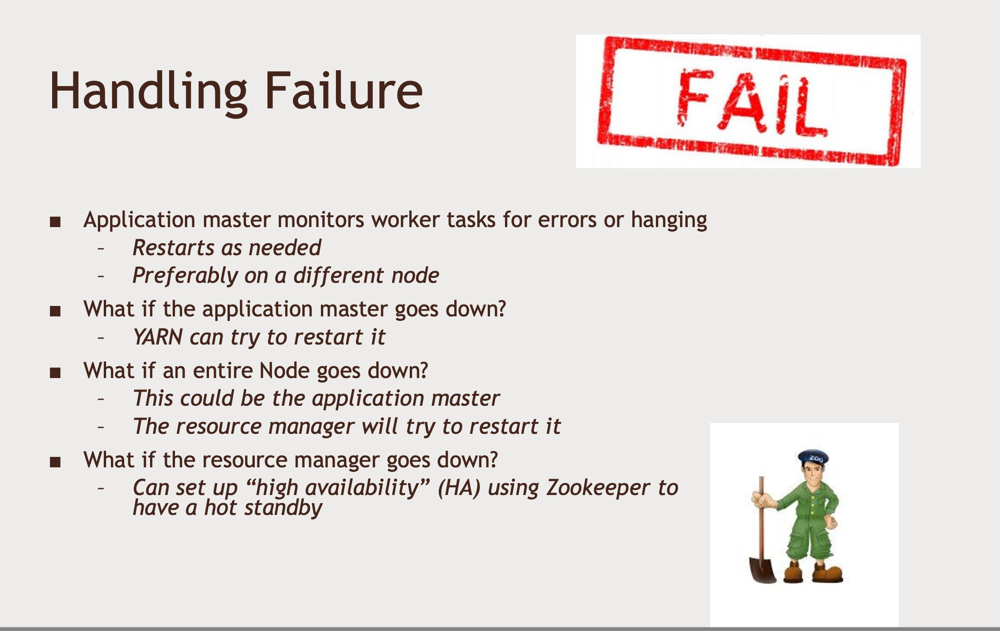 FAIL
Handling Failure
■ Application master monitors worker tasks for errors or hanging
– Restarts as needed
– Preferably on a different node
■ What if the application master goes down?
– YARN can try to restart it
■ What if an entire Node goes down?
– This could be the application master
– The resource manager will try to restart it
■ What if the resource manager goes down?
– Can set up “high availability” (HA) using Zookeeper to
have a hot standby
ZOO